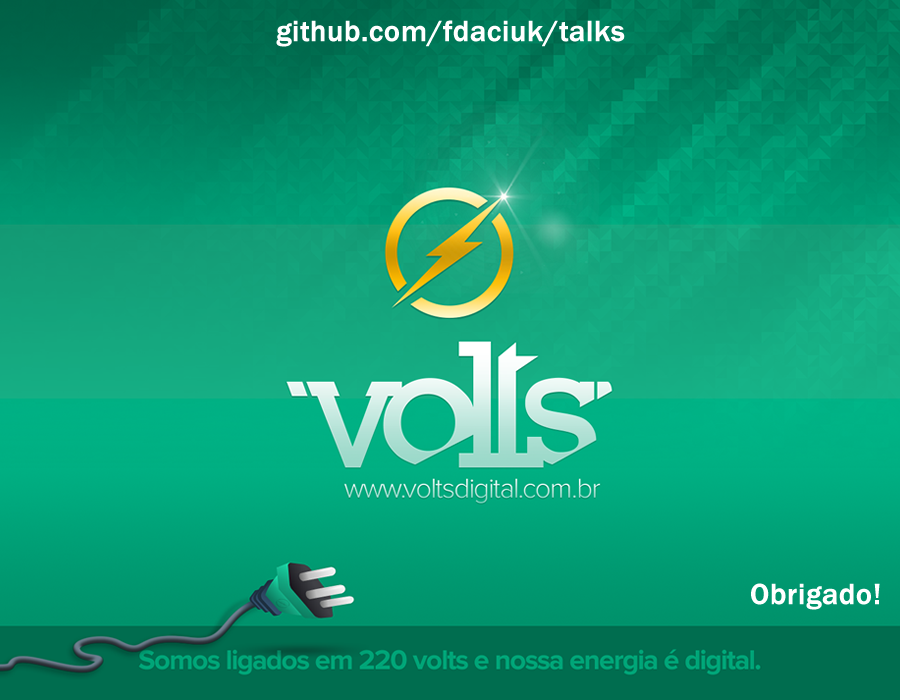 github.com/fdaciuk/talks
volts
www.voltsdigital.com.br
Obrigado!
Somos ligados em 220 volts e nossa energia é digital.